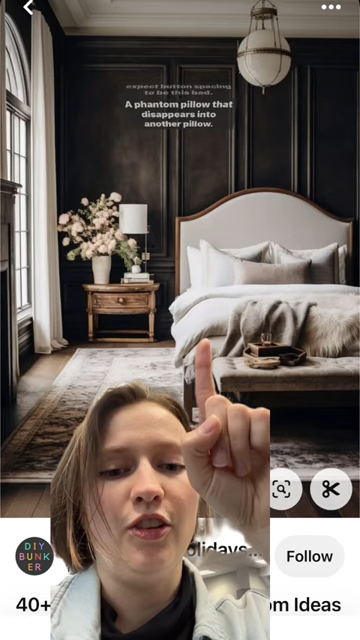 expect button spacing
to be this bad.
A phantom pillow that
disappears into
another pillow.
DIY
BUNK
ER
olidays...
Follow
40+
om Ideas